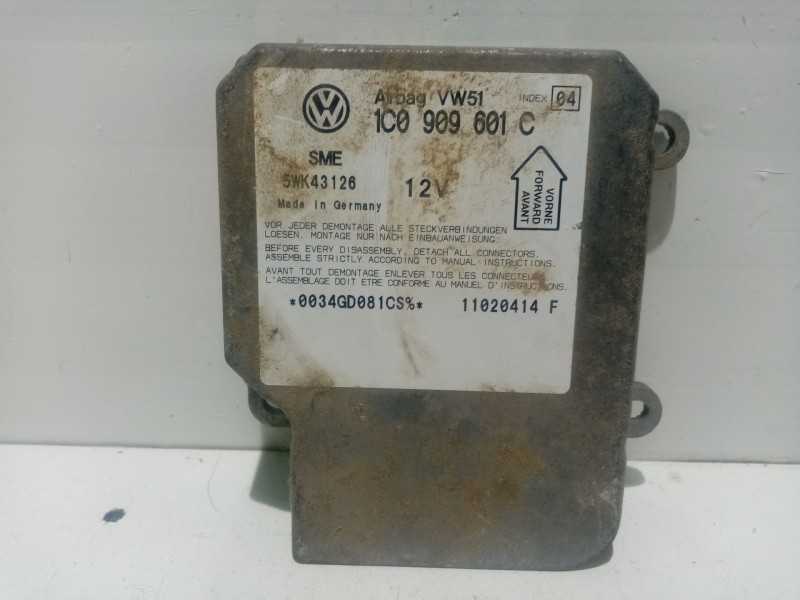 VW
Airbag VW51 INDEX 04
1C0 909 601 C
SME
5WK43126 12V
Made in Germany
VORNE
FORWARD
AVANT
VOR JEDER DEMONTAGE ALLE STECKVERBINDUNGEN
LOESEN. MONTAGE NUR NACH EINBAUANWEISUNG.
BEFORE EVERY DISASSEMBLY, DETACH ALL CONNECTORS.
ASSEMBLE STRICTLY ACCORDING TO MANUAL INSTRUCTIONS.
AVANT TOUT DEMONTAGE ENLEVER TOUS LES CONNECTEURS
L'ASSEMBLAGE DOIT ETRE CONFORME AU MANUEL D'INSTRUCTIONS.
*0034GD081CS%* 11020414 F